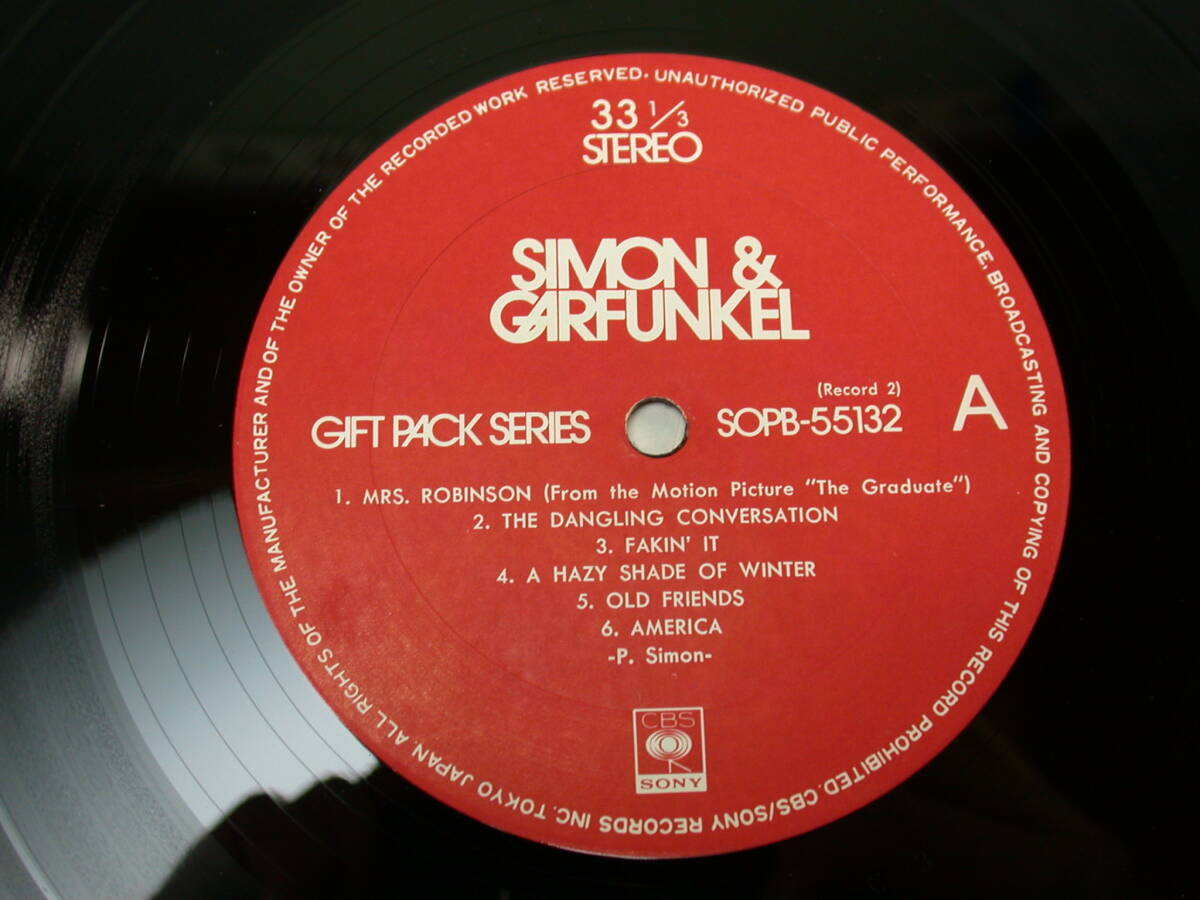 33 1/3
STEREO
SIMON &
GARFUNKEL
GIFT PACK SERIES
(Record 2)
SOPB-55132
A
1. MRS. ROBINSON (From the Motion Picture "The Graduate")
2. THE DANGLING CONVERSATION
3. FAKIN' IT
4. A HAZY SHADE OF WINTER
5. OLD FRIENDS
6. AMERICA
-P. Simon-
CBS
SONY
ALL RIGHTS OF THE MANUFACTURER AND OF THE OWNER OF THE RECORDED WORK RESERVED. UNAUTHORIZED PUBLIC PERFORMANCE, BROADCASTING AND COPYING OF THIS RECORD PROHIBITED. CBS/SONY RECORDS INC. TOKYO JAPAN